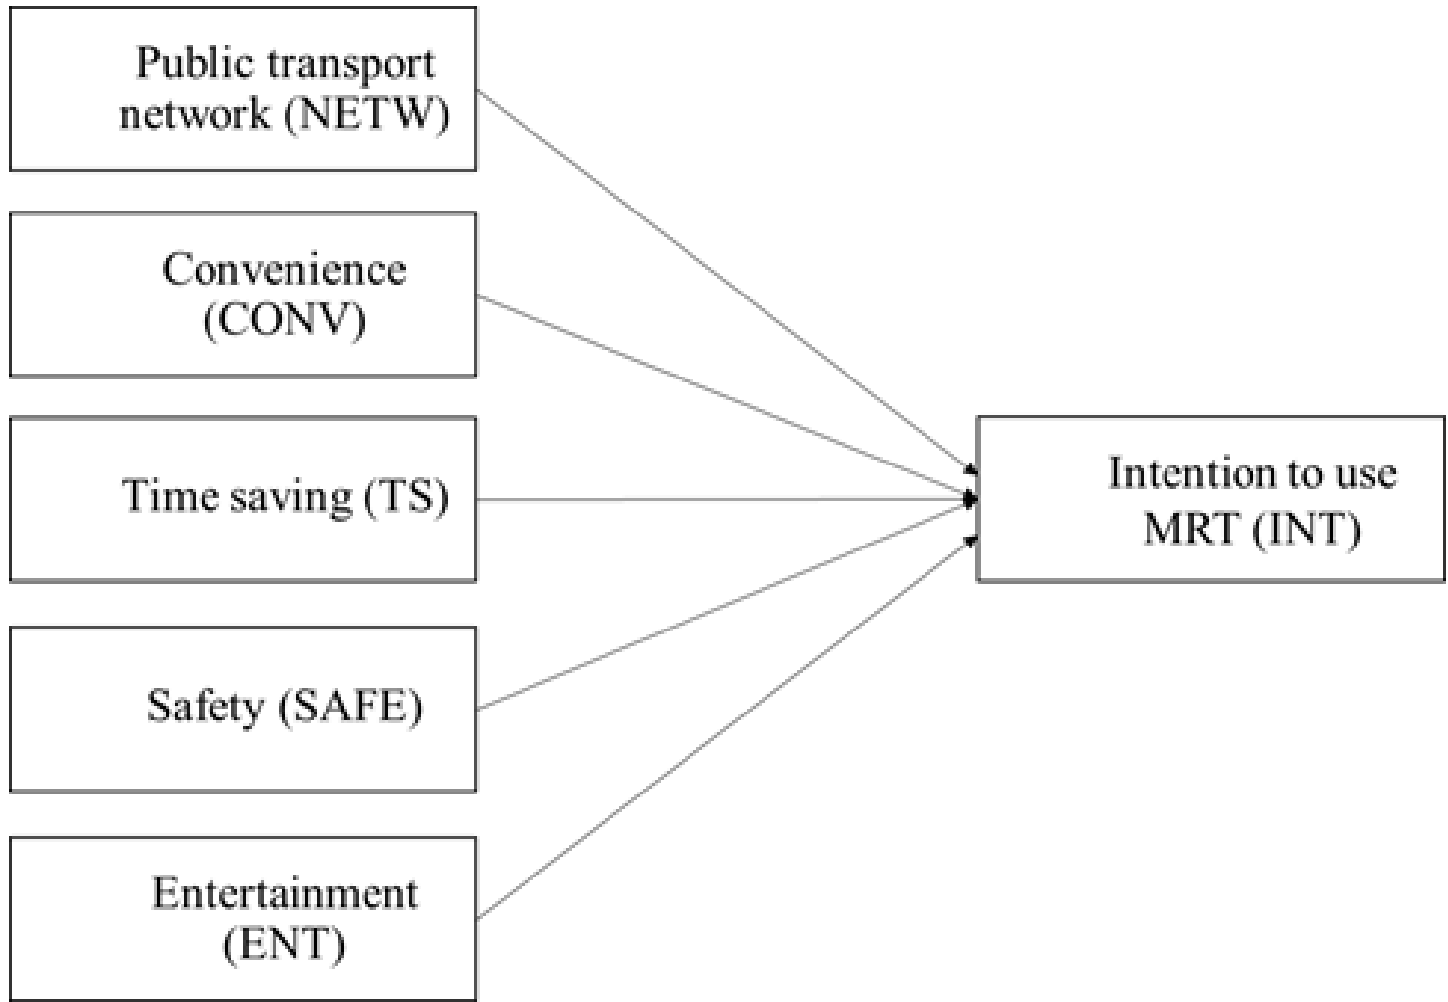 Public transport
network (NETW)
Convenience
(CONV)
Time saving (TS)
Safety (SAFE)
Entertainment
(ENT)
Intention to use
MRT (INT)